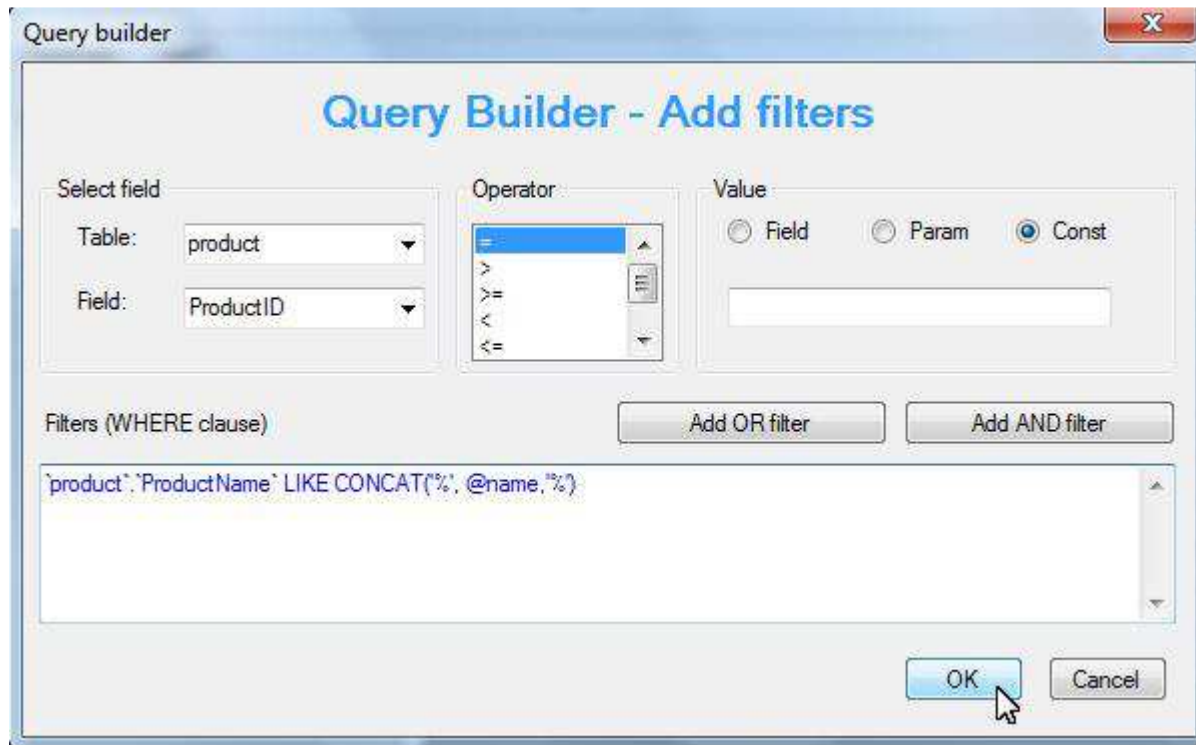 Query builder
Query Builder - Add filters
Select field
Operator
Value
Table:
product
Field:
ProductID
=
>
>=
<
<=
Field
Param
Const
Filters (WHERE clause)
Add OR filter
Add AND filter
`product`.`ProductName` LIKE CONCAT('%', @name,'%')
OK
Cancel